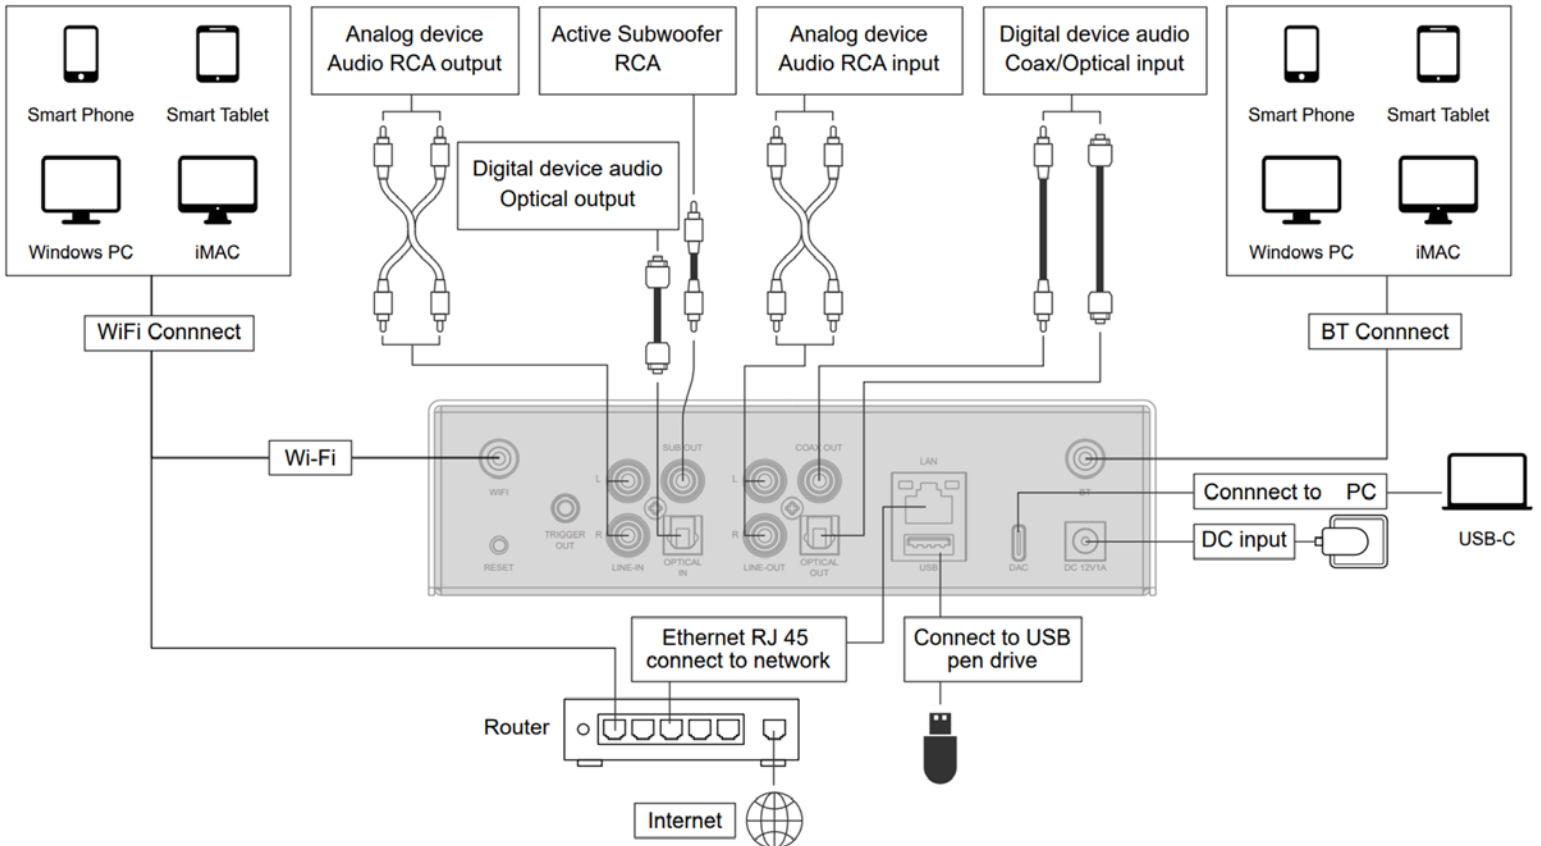 Smart Phone
Smart Tablet
Windows PC
iMAC
WiFi Connnect
Wi-Fi
Analog device
Audio RCA output
Digital device audio
Optical output
Active Subwoofer
RCA
Analog device
Audio RCA input
Digital device audio
Coax/Optical input
Smart Phone
Smart Tablet
Windows PC
iMAC
BT Connnect
WIFI
RESET
TRIGGER
OUT
L
R
LINE-IN
SUB OUT
OPTICAL
IN
L
R
LINE-OUT
COAX OUT
OPTICAL
OUT
LAN
USB
DAC
BT
DC 12V1A
Connnect to PC
DC input
USB-C
Ethernet RJ 45
connect to network
Connect to USB
pen drive
Router
Internet